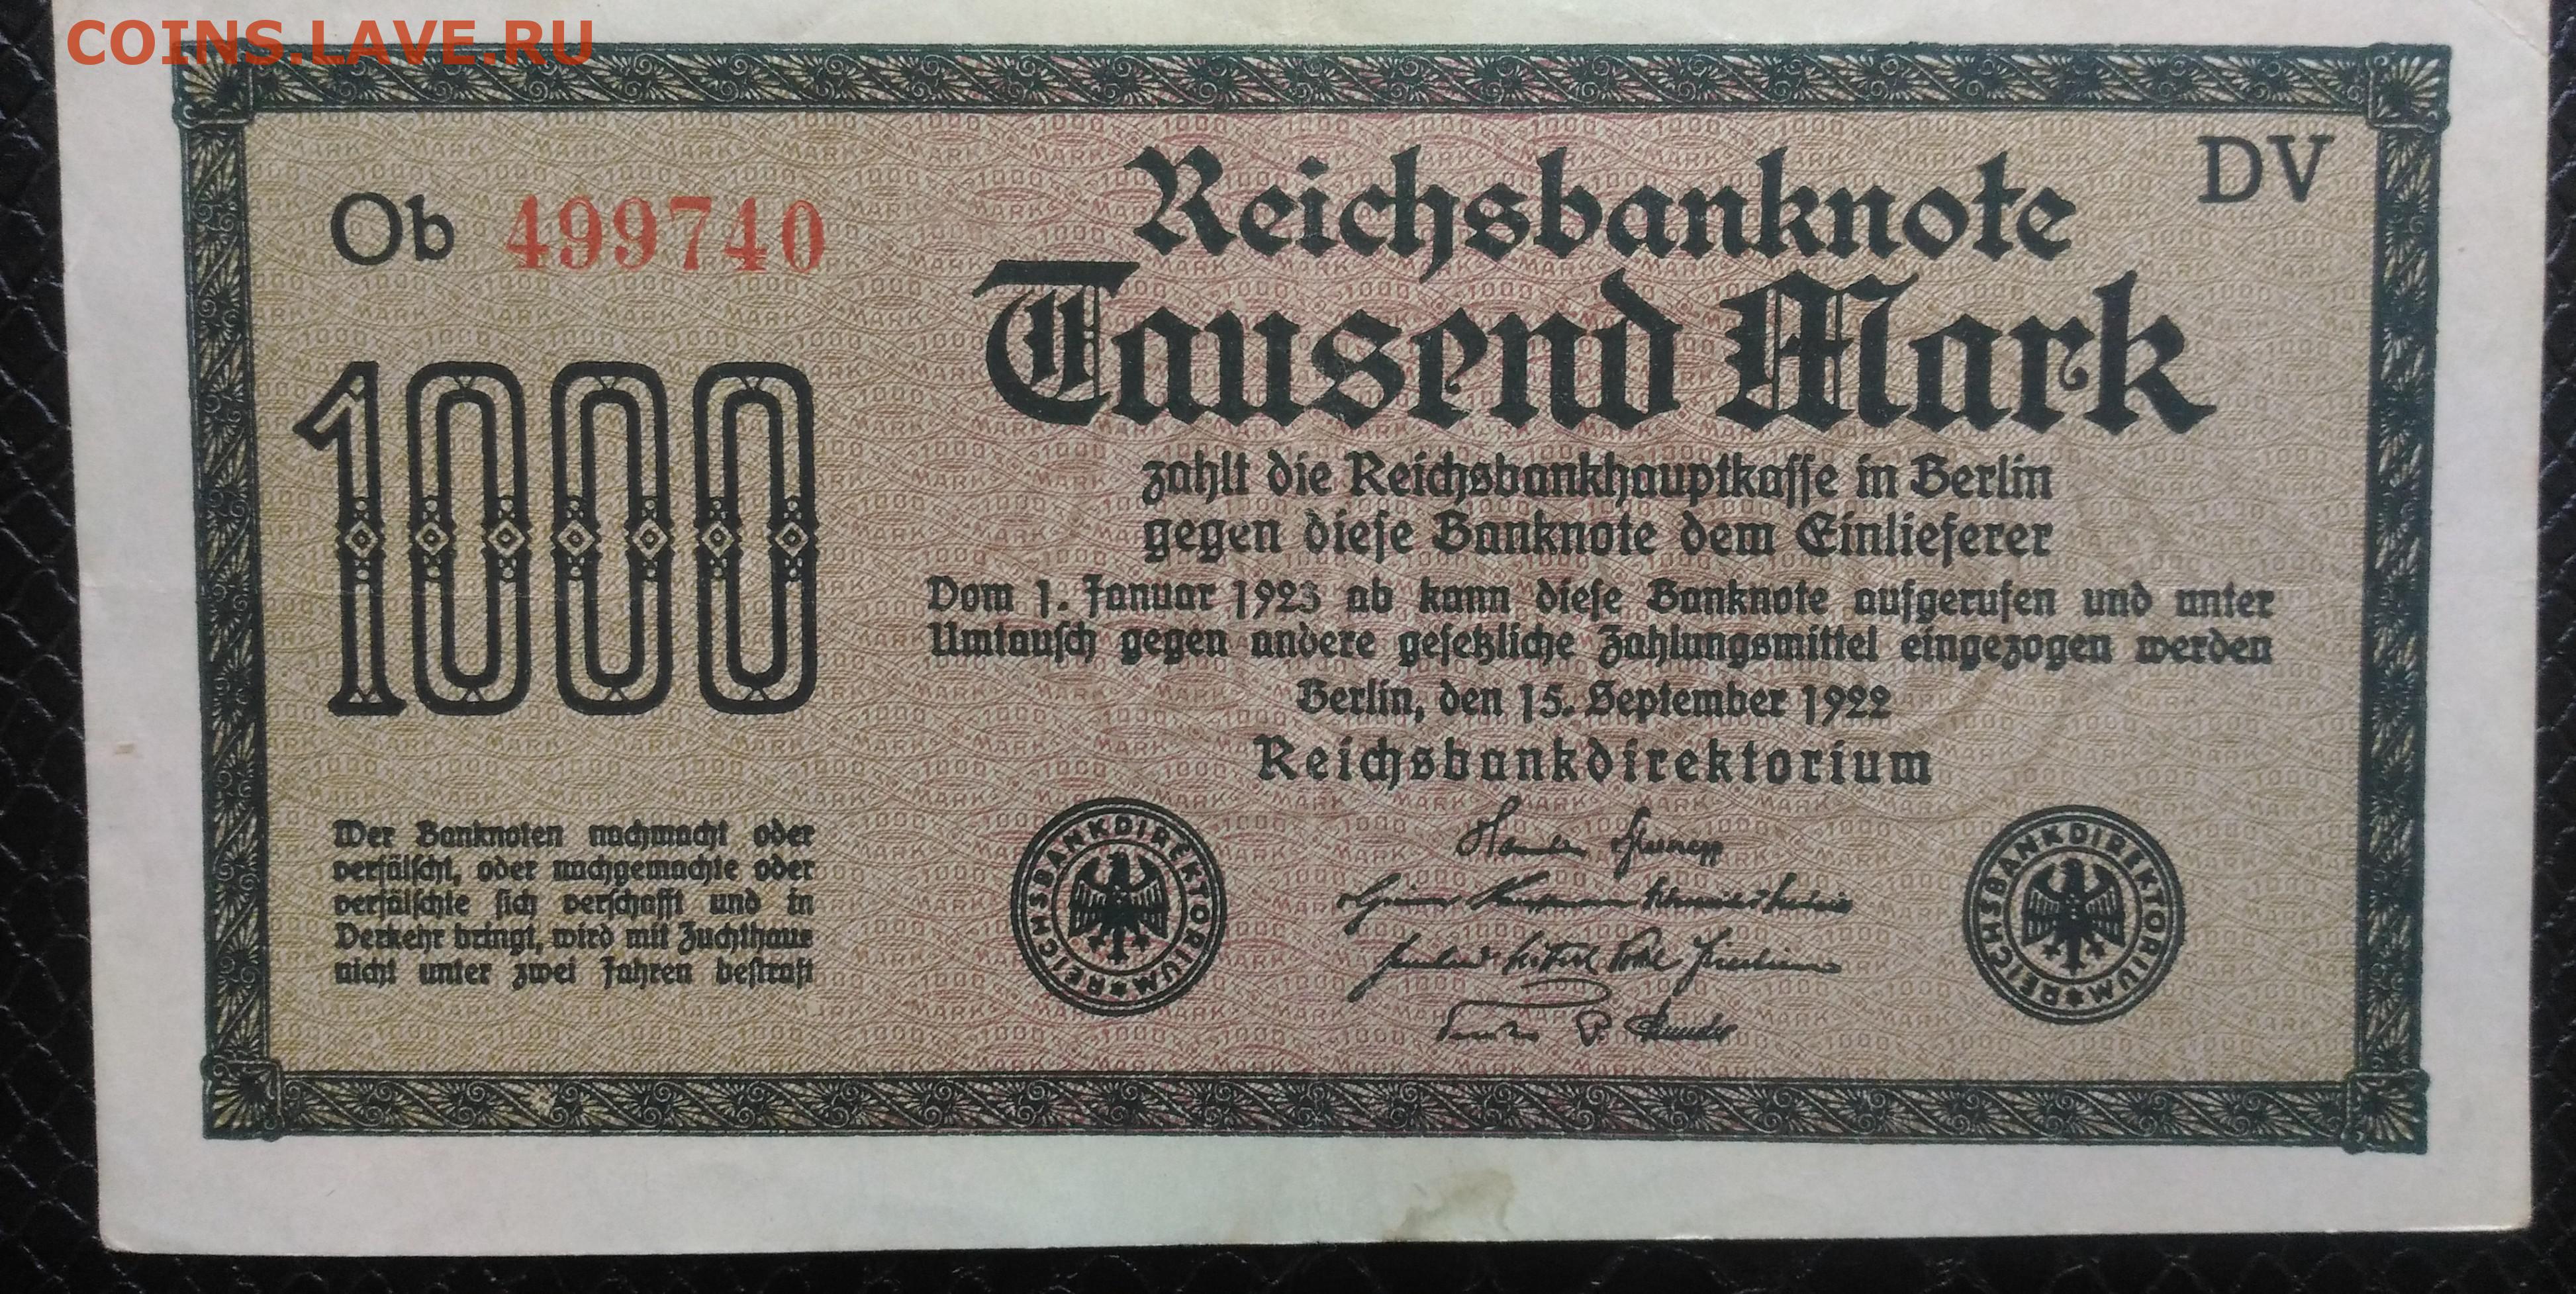 COINS.LAVE.RU
Ob 499740
DV
Reichsbanknote
Tausend Mark
1000
zahlt die Reichsbankhauptkasse in Berlin
gegen diese Banknote dem Einlieferer
Vom 1. Januar 1923 ab kann diese Banknote aufgerufen und unter
Umtausch gegen andere gesetzliche Zahlungsmittel eingezogen werden
Berlin, den 15. September 1922
Reichsbankdirektorium
Wer Banknoten nachmacht oder
verfälscht, oder nachgemachte oder
verfälschte sich verschafft und in
Verkehr bringt, wird mit Zuchthaus
nicht unter zwei Jahren bestraft
REICHSBANKDIREKTORIUM
REICHSBANKDIREKTORIUM